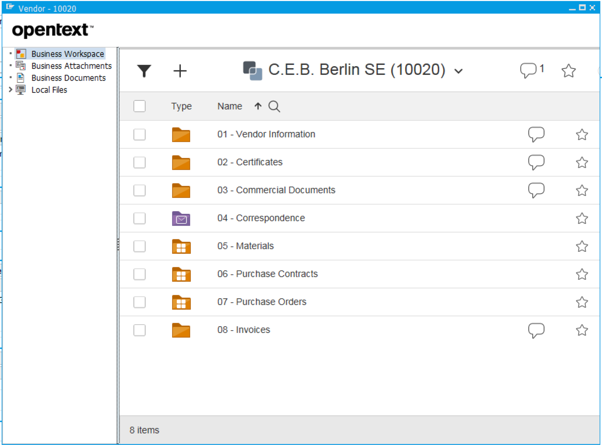 Vendor - 10020
opentext™
Business Workspace
Business Attachments
Business Documents
Local Files
C.E.B. Berlin SE (10020)
1
Type Name
01 - Vendor Information
02 - Certificates
03 - Commercial Documents
04 - Correspondence
05 - Materials
06 - Purchase Contracts
07 - Purchase Orders
08 - Invoices
8 items